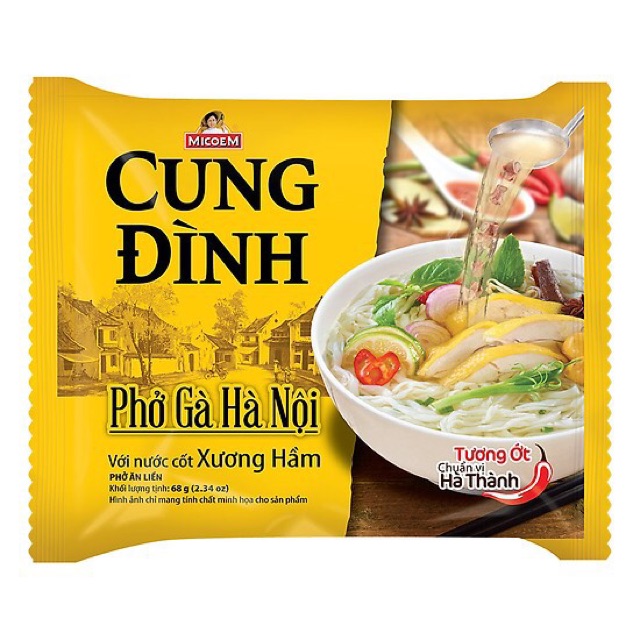 MICOEM
CUNG
ĐÌNH
Phở Gà Hà Nội
Với nước cốt Xương Hầm
PHỞ ĂN LIỀN
Khối lượng tịnh: 68 g (2.34 oz)
Hình ảnh chỉ mang tính chất minh họa cho sản phẩm
Tương Ớt
Chuẩn vị
Hà Thành